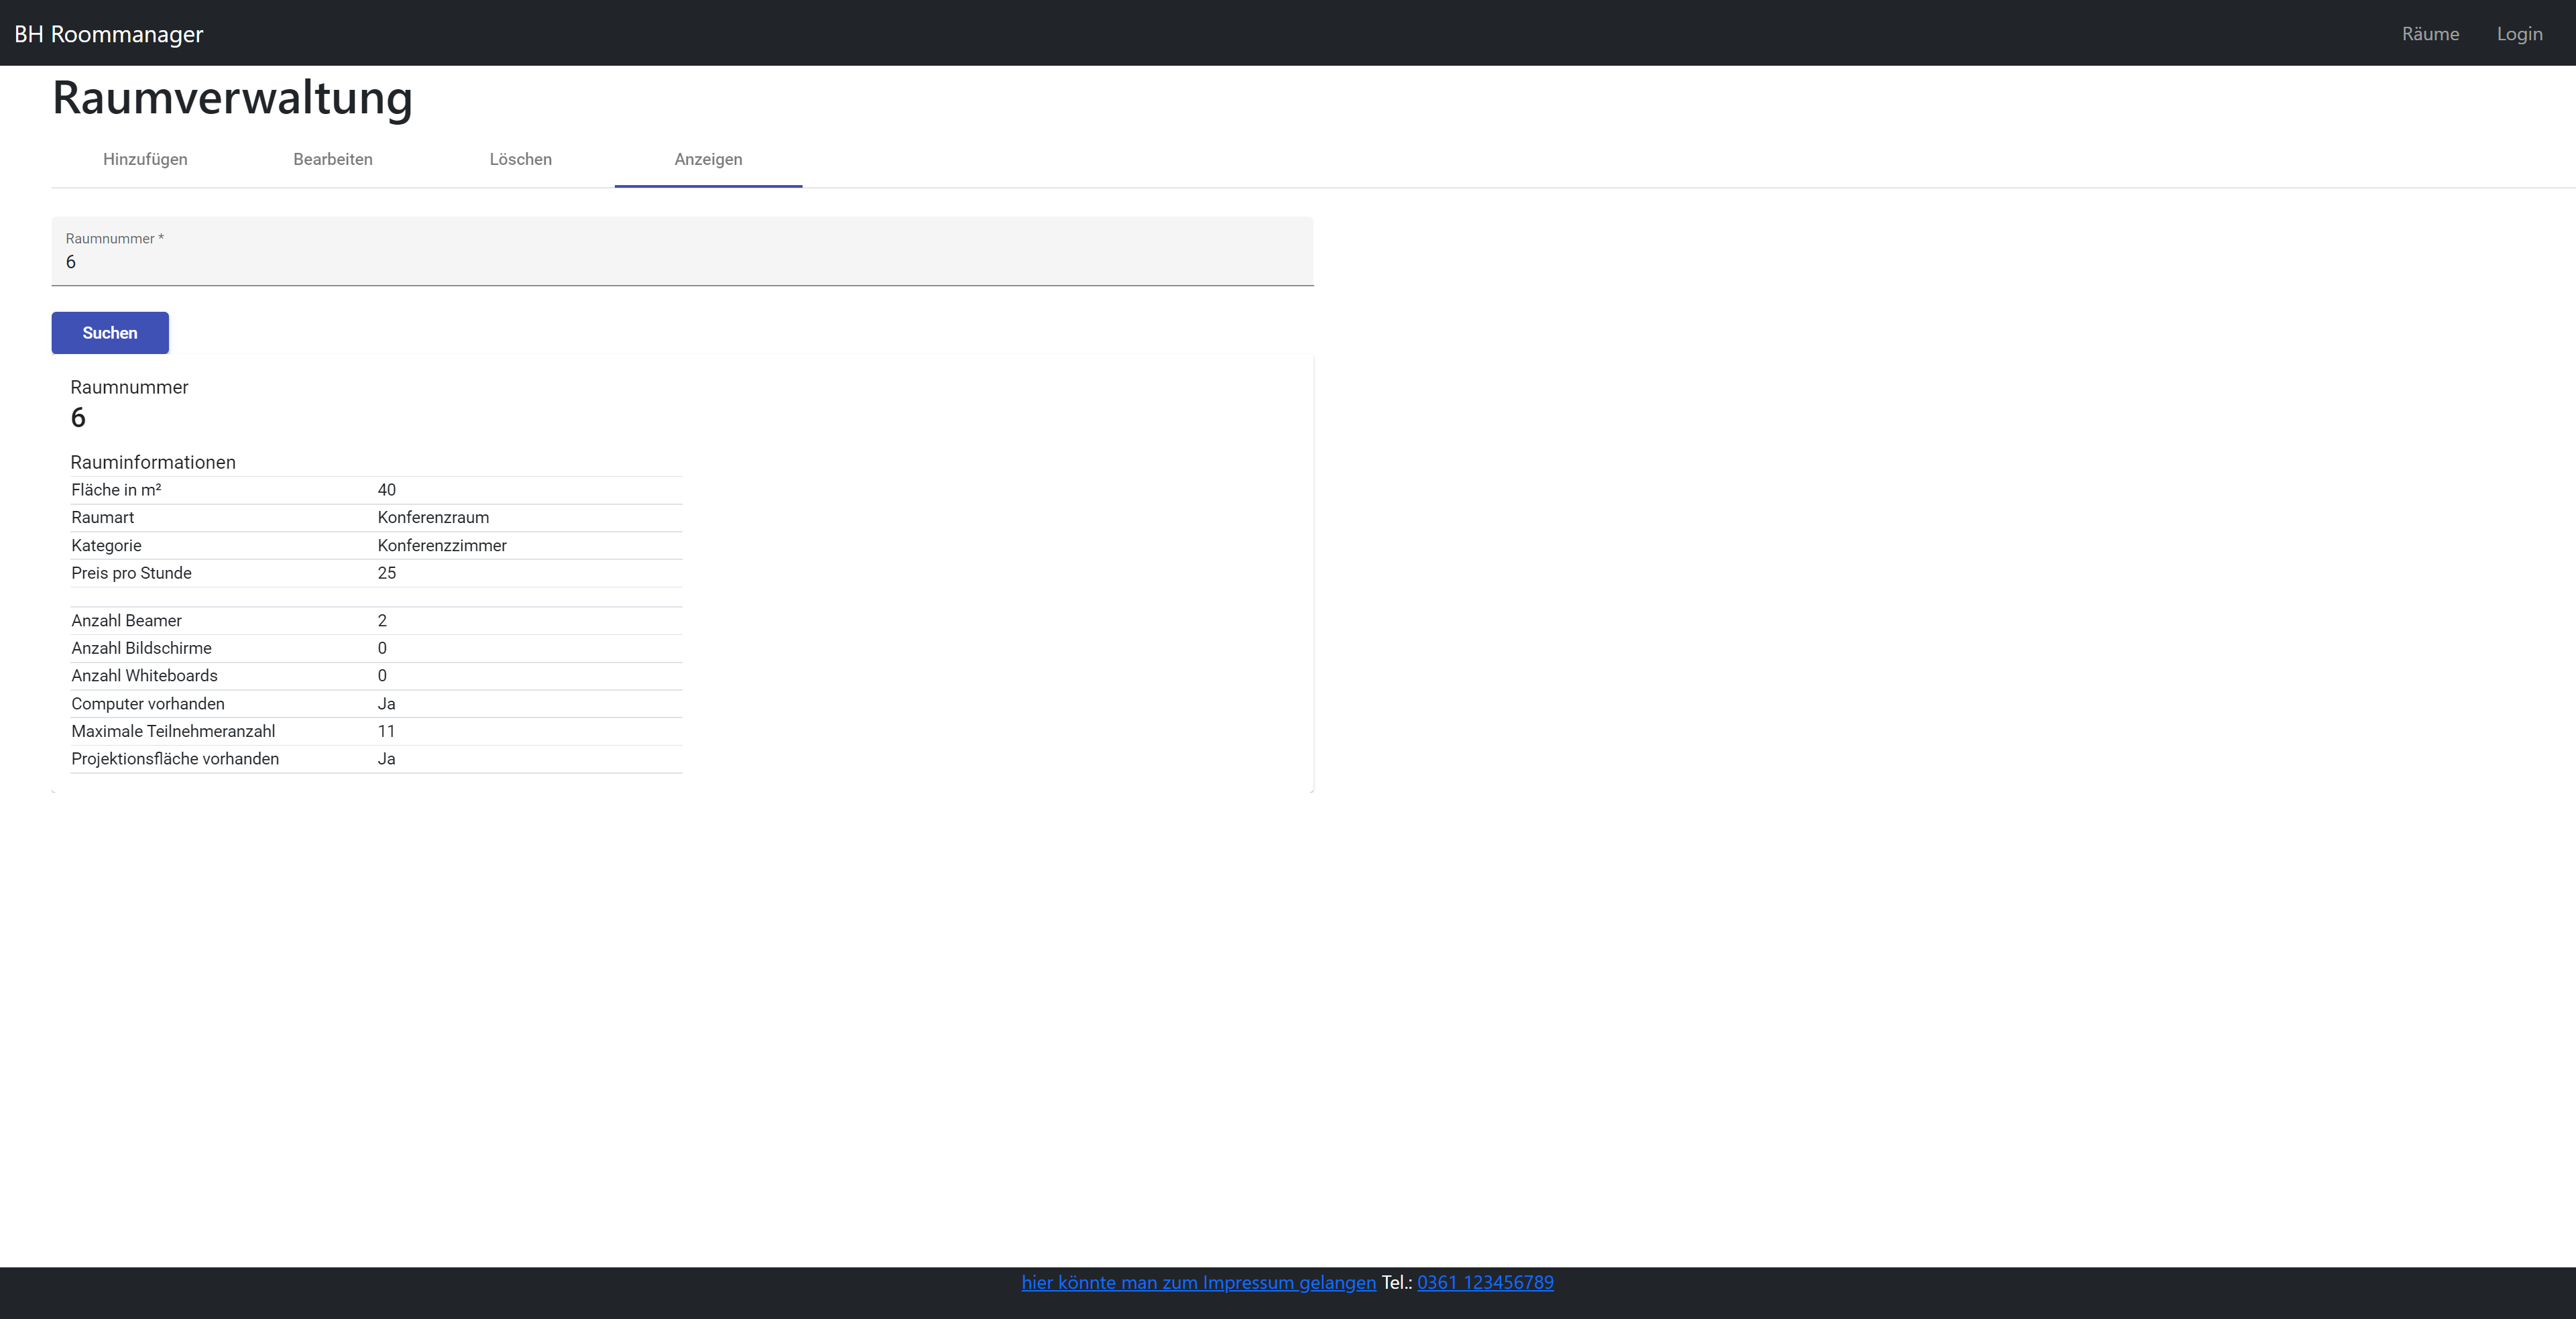 BH Roommanager Räume Login
Raumverwaltung
Hinzufügen Bearbeiten Löschen Anzeigen
Raumnummer *
6
Suchen
Raumnummer
6
Rauminformationen
Fläche in m² 40
Raumart Konferenzraum
Kategorie Konferenzzimmer
Preis pro Stunde 25
Anzahl Beamer 2
Anzahl Bildschirme 0
Anzahl Whiteboards 0
Computer vorhanden Ja
Maximale Teilnehmeranzahl 11
Projektionsfläche vorhanden Ja
hier könnte man zum Impressum gelangen Tel.: 0361 123456789